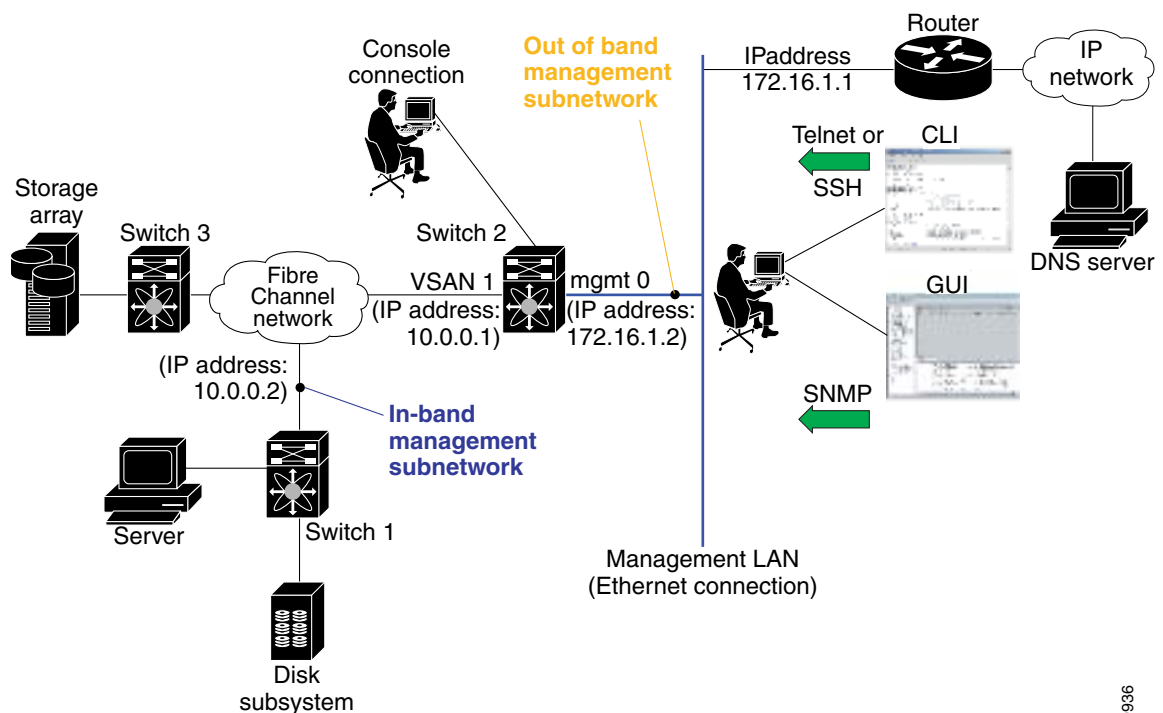 Console
connection
Out of band
management
subnetwork
IPaddress
172.16.1.1
Router
IP
network
Telnet or
SSH
CLI
DNS server
Storage
array
Switch 3
Fibre
Channel
network
VSAN 1
(IP address:
10.0.0.1)
Switch 2
mgmt 0
(IP address:
172.16.1.2)
GUI
SNMP
(IP address:
10.0.0.2)
In-band
management
subnetwork
Server
Switch 1
Management LAN
(Ethernet connection)
Disk
subsystem
936